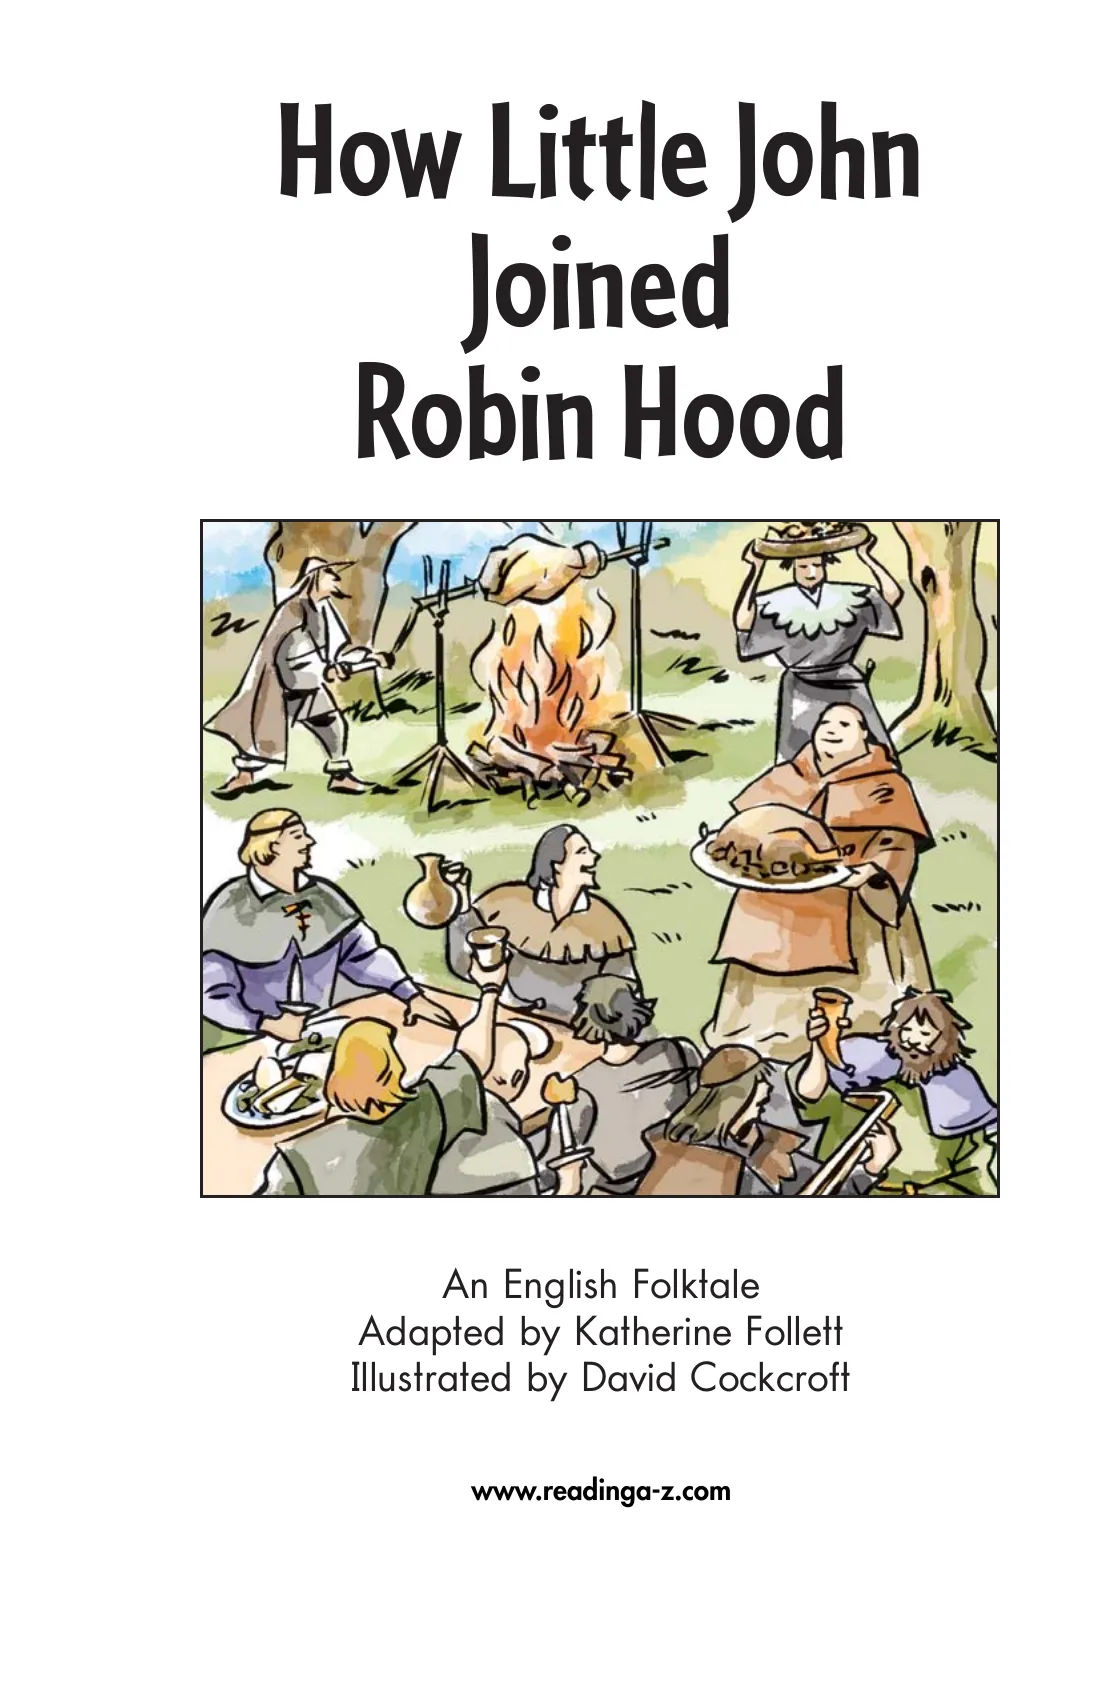 How Little John
Joined
Robin Hood
An English Folktale
Adapted by Katherine Follett
Illustrated by David Cockcroft
www.readinga-z.com